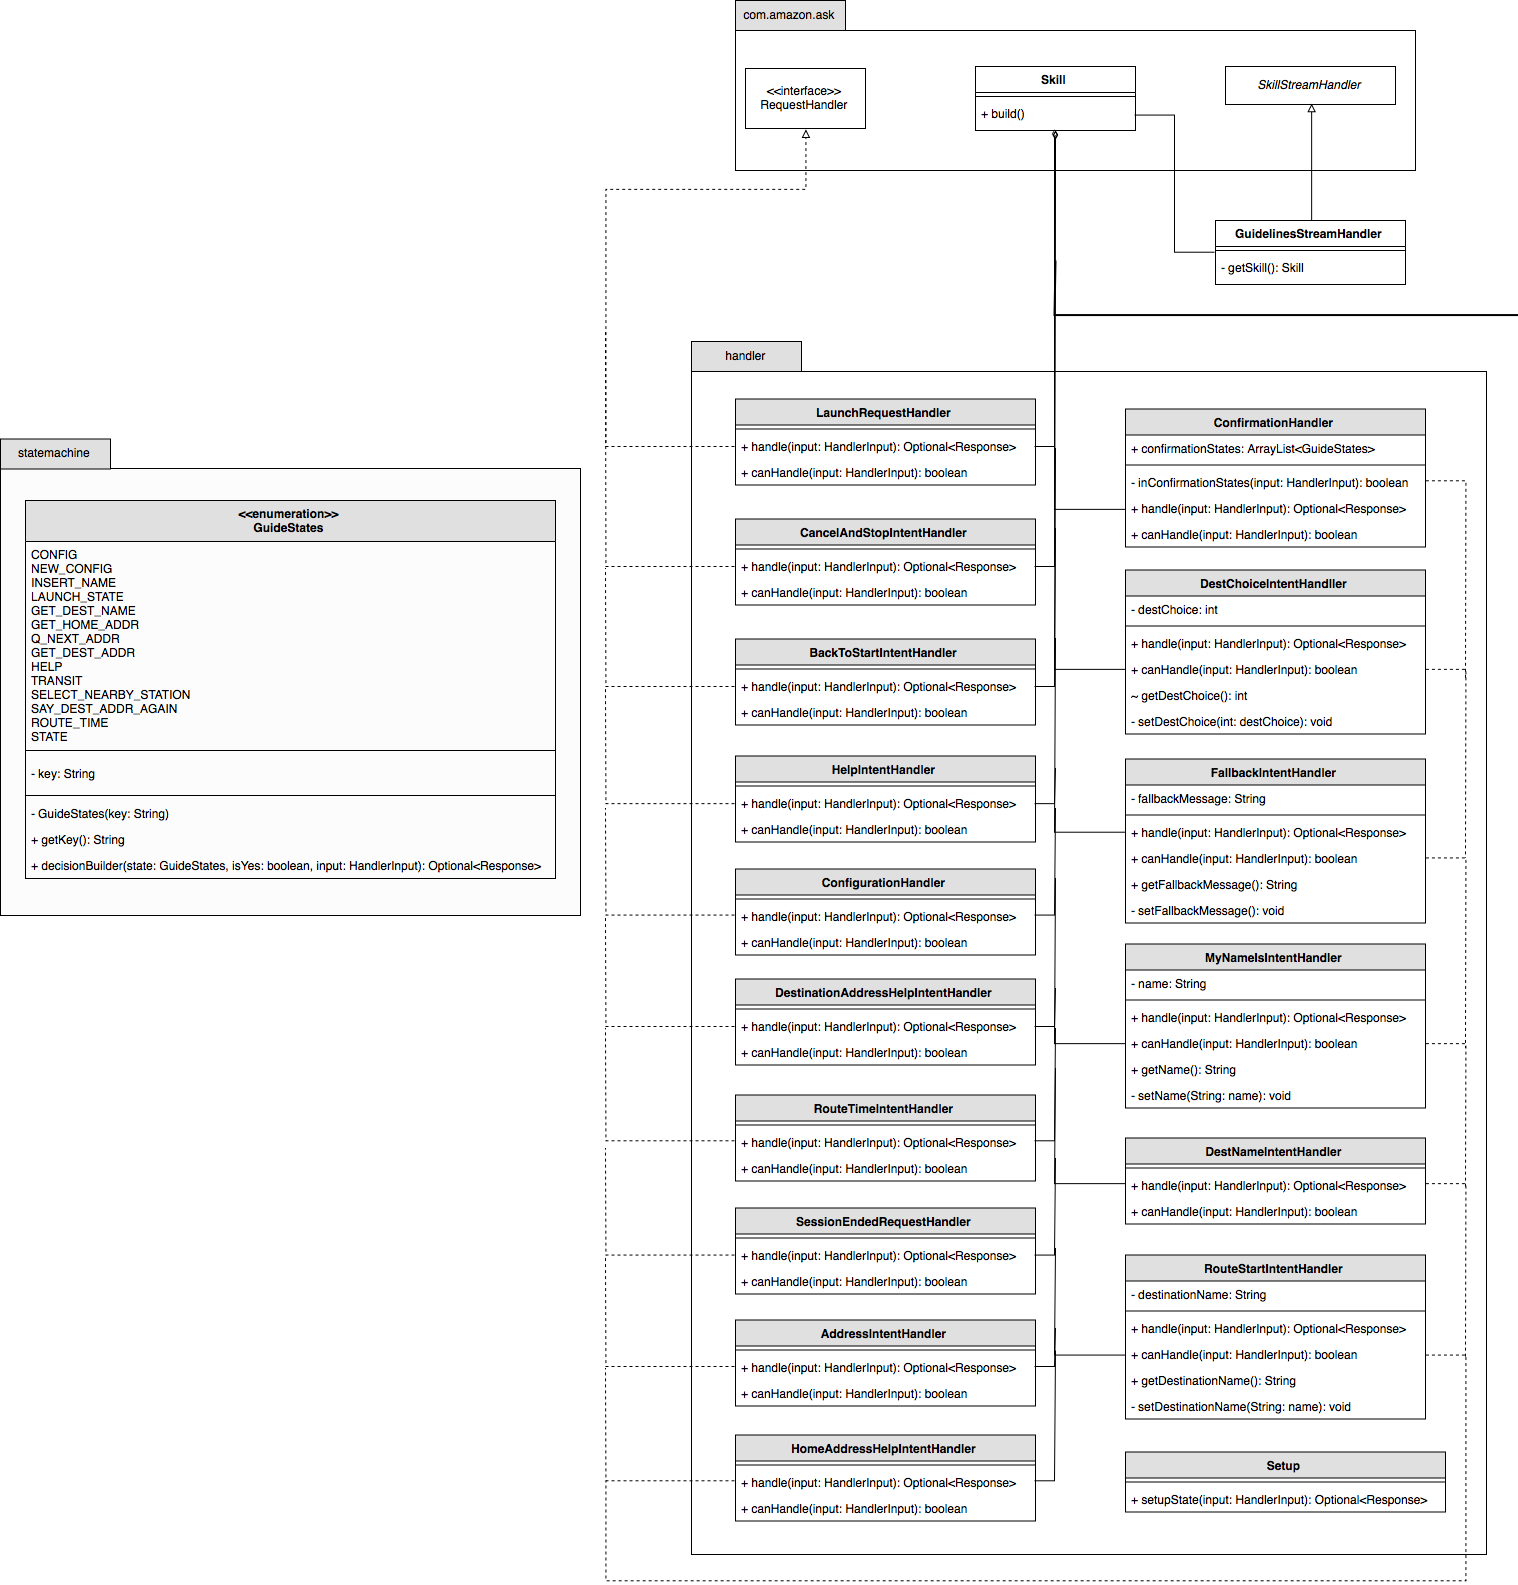 com.amazon.ask
<<interface>>
RequestHandler
Skill
+ build()
SkillStreamHandler
GuidelinesStreamHandler
- getSkill(): Skill
statemachine
<<enumeration>>
GuideStates
CONFIG
NEW_CONFIG
INSERT_NAME
LAUNCH_STATE
GET_DEST_NAME
GET_HOME_ADDR
Q_NEXT_ADDR
GET_DEST_ADDR
HELP
TRANSIT
SELECT_NEARBY_STATION
SAY_DEST_ADDR_AGAIN
ROUTE_TIME
STATE
- key: String
- GuideStates(key: String)
+ getKey(): String
+ decisionBuilder(state: GuideStates, isYes: boolean, input: HandlerInput): Optional<Response>
handler
LaunchRequestHandler
+ handle(input: HandlerInput): Optional<Response>
+ canHandle(input: HandlerInput): boolean
CancelAndStopIntentHandler
+ handle(input: HandlerInput): Optional<Response>
+ canHandle(input: HandlerInput): boolean
BackToStartIntentHandler
+ handle(input: HandlerInput): Optional<Response>
+ canHandle(input: HandlerInput): boolean
HelpIntentHandler
+ handle(input: HandlerInput): Optional<Response>
+ canHandle(input: HandlerInput): boolean
ConfigurationHandler
+ handle(input: HandlerInput): Optional<Response>
+ canHandle(input: HandlerInput): boolean
DestinationAddressHelpIntentHandler
+ handle(input: HandlerInput): Optional<Response>
+ canHandle(input: HandlerInput): boolean
RouteTimeIntentHandler
+ handle(input: HandlerInput): Optional<Response>
+ canHandle(input: HandlerInput): boolean
SessionEndedRequestHandler
+ handle(input: HandlerInput): Optional<Response>
+ canHandle(input: HandlerInput): boolean
AddressIntentHandler
+ handle(input: HandlerInput): Optional<Response>
+ canHandle(input: HandlerInput): boolean
HomeAddressHelpIntentHandler
+ handle(input: HandlerInput): Optional<Response>
+ canHandle(input: HandlerInput): boolean
ConfirmationHandler
+ confirmationStates: ArrayList<GuideStates>
- inConfirmationStates(input: HandlerInput): boolean
+ handle(input: HandlerInput): Optional<Response>
+ canHandle(input: HandlerInput): boolean
DestChoiceIntentHandller
- destChoice: int
+ handle(input: HandlerInput): Optional<Response>
+ canHandle(input: HandlerInput): boolean
~ getDestChoice(): int
- setDestChoice(int: destChoice): void
FallbackIntentHandler
- fallbackMessage: String
+ handle(input: HandlerInput): Optional<Response>
+ canHandle(input: HandlerInput): boolean
+ getFallbackMessage(): String
- setFallbackMessage(): void
MyNameIsIntentHandler
- name: String
+ handle(input: HandlerInput): Optional<Response>
+ canHandle(input: HandlerInput): boolean
+ getName(): String
- setName(String: name): void
DestNameIntentHandler
+ handle(input: HandlerInput): Optional<Response>
+ canHandle(input: HandlerInput): boolean
RouteStartIntentHandler
- destinationName: String
+ handle(input: HandlerInput): Optional<Response>
+ canHandle(input: HandlerInput): boolean
+ getDestinationName(): String
- setDestinationName(String: name): void
Setup
+ setupState(input: HandlerInput): Optional<Response>